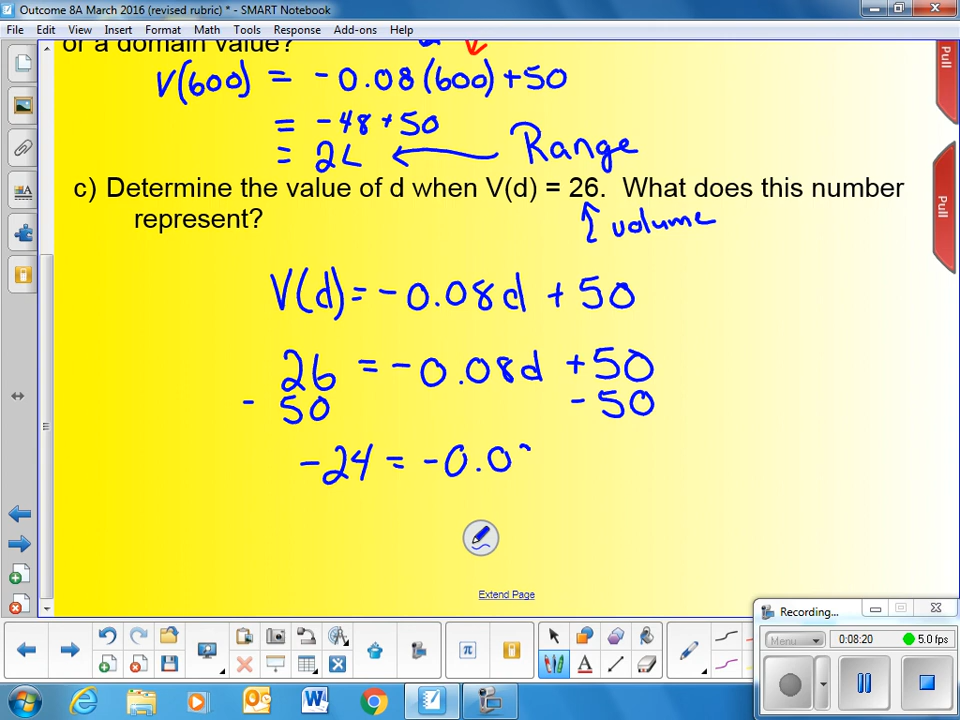 Outcome 8A March 2016 (revised rubric) * - SMART Notebook
File Edit View Insert Format Math Tools Response Add-ons Help
or a domain value?
V(600) = -0.08(600)+50
= -48+50
= 2L ← Range
c) Determine the value of d when V(d) = 26. What does this number
represent?
volume
V(d)= -0.08d + 50
26 = -0.08d +50
- 50 - 50
-24 = -0.0
Extend Page
Pull
Pull
Recording...
Menu 0:08:20 5.0 fps